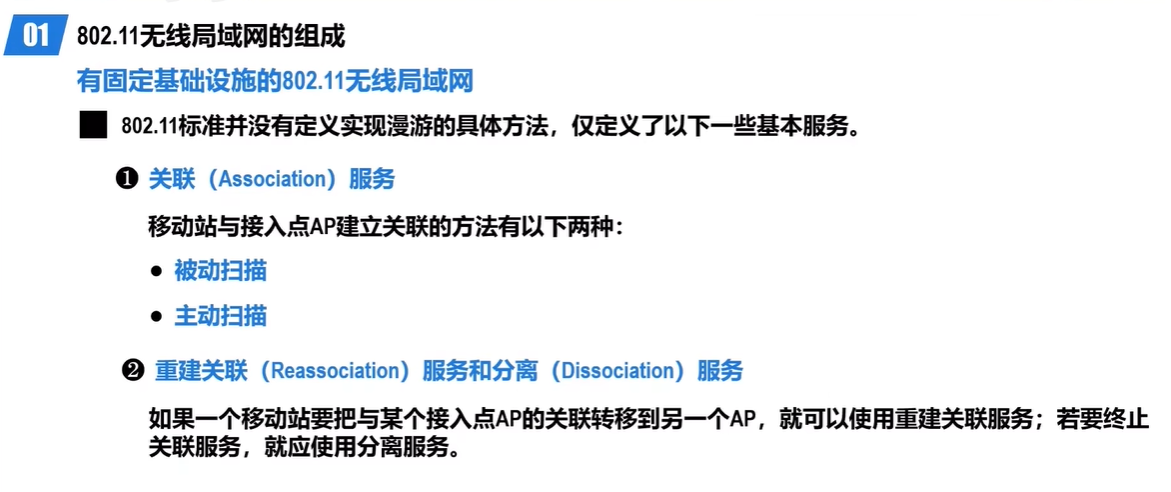 01 802.11无线局域网的组成
有固定基础设施的802.11无线局域网
802.11标准并没有定义实现漫游的具体方法，仅定义了以下一些基本服务。
❶ 关联（Association）服务
移动站与接入点AP建立关联的方法有以下两种：
● 被动扫描
● 主动扫描
❷ 重建关联（Reassociation）服务和分离（Dissociation）服务
如果一个移动站要把与某个接入点AP的关联转移到另一个AP，就可以使用重建关联服务；若要终止
关联服务，就应使用分离服务。